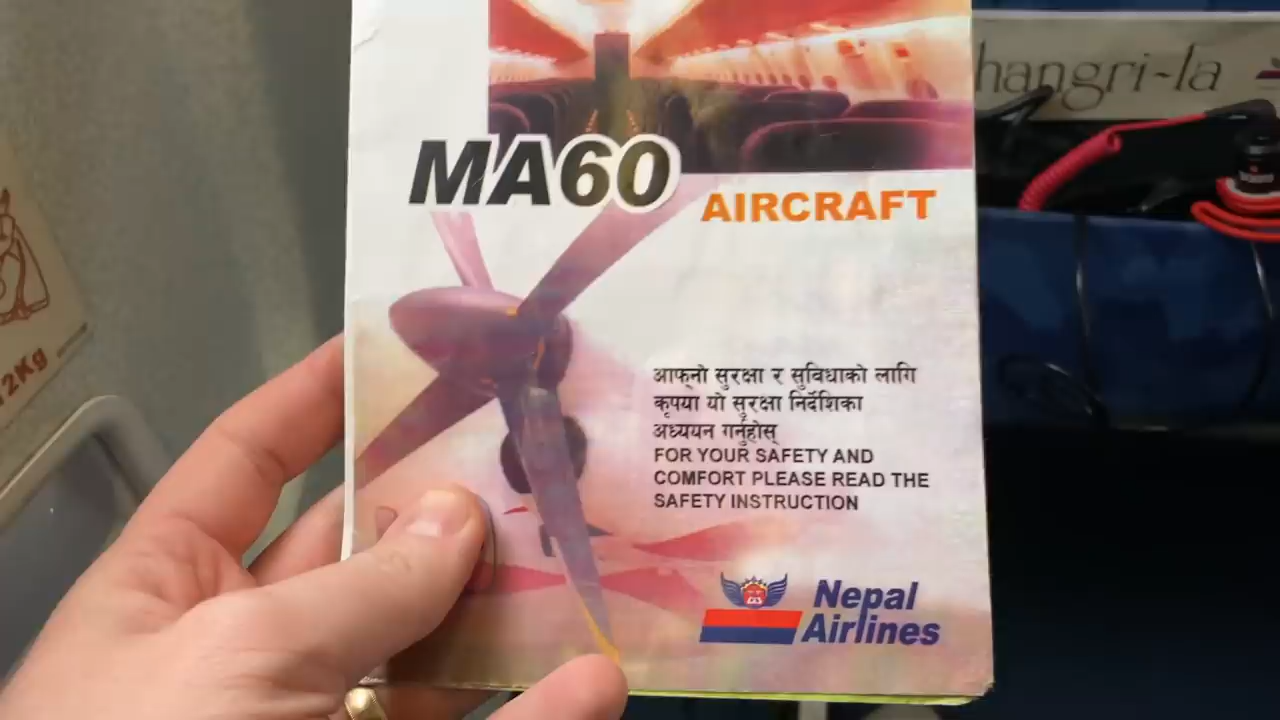 hangri-la
MA60
AIRCRAFT
12Kg
आफ्नो सुरक्षा र सुविधाको लागि
कृपया यो सुरक्षा निर्देशिका
अध्ययन गर्नुहोस्
FOR YOUR SAFETY AND
COMFORT PLEASE READ THE
SAFETY INSTRUCTION
Nepal
Airlines